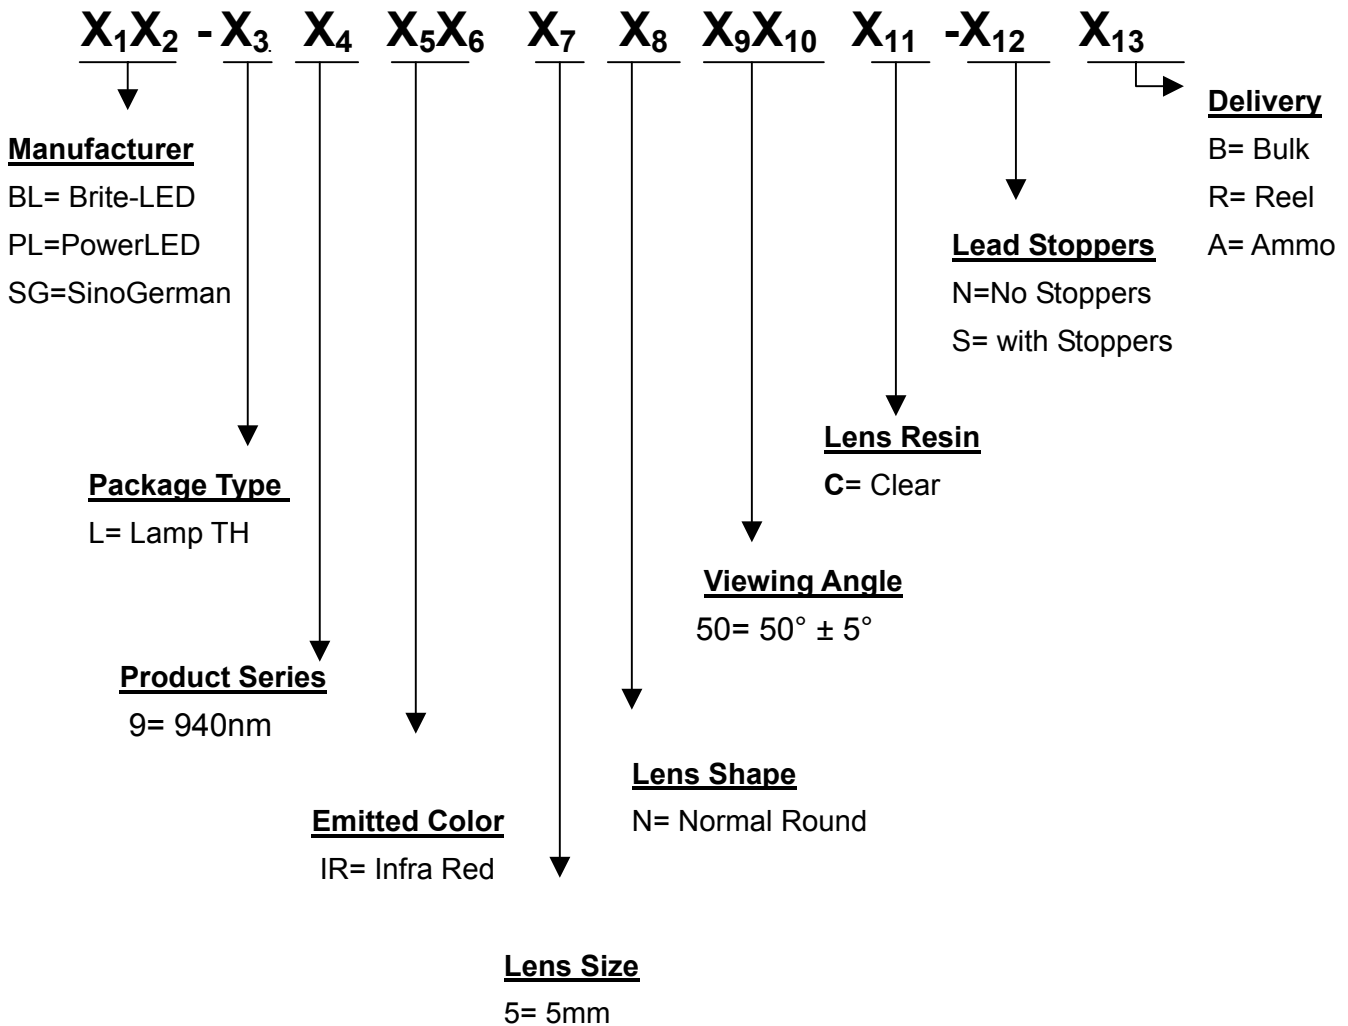 X1X2 - X3 X4 X5X6 X7 X8 X9X10 X11 -X12 X13
Manufacturer
BL= Brite-LED
PL=PowerLED
SG=SinoGerman
Package Type
L= Lamp TH
Product Series
9= 940nm
Emitted Color
IR= Infra Red
Lens Size
5= 5mm
Lens Shape
N= Normal Round
Viewing Angle
50= 50° ± 5°
Lens Resin
C= Clear
Lead Stoppers
N=No Stoppers
S= with Stoppers
Delivery
B= Bulk
R= Reel
A= Ammo